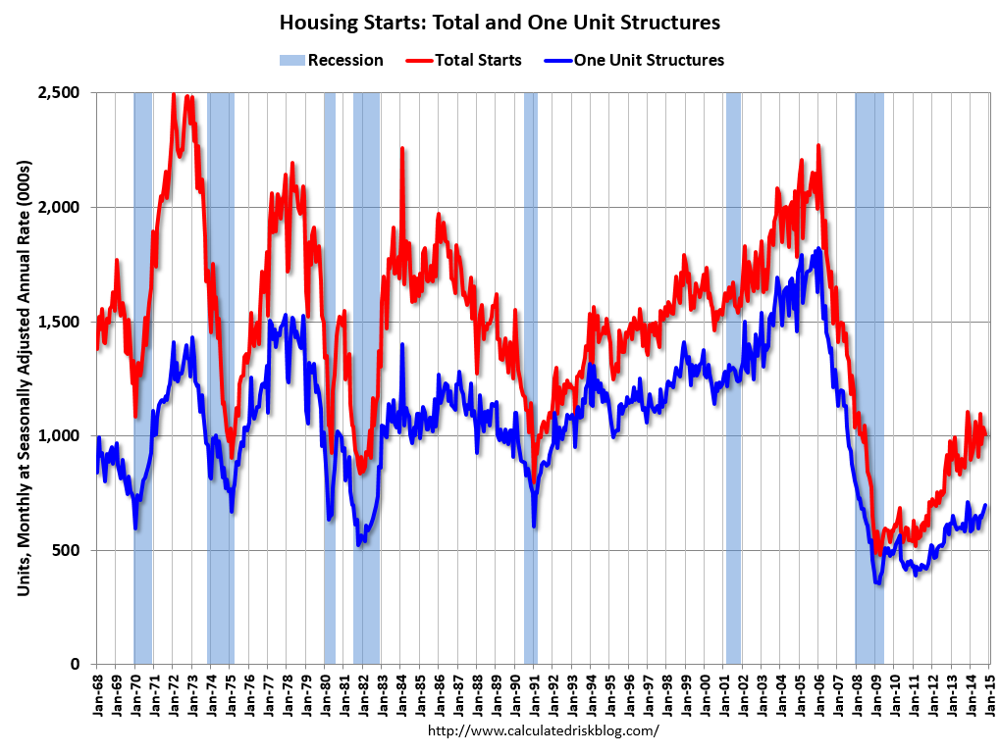 Housing Starts: Total and One Unit Structures
Recession Total Starts One Unit Structures
Units, Monthly at Seasonally Adjusted Annual Rate (000s)
2,500
2,000
1,500
1,000
500
0
Jan-68
Jan-69
Jan-70
Jan-71
Jan-72
Jan-73
Jan-74
Jan-75
Jan-76
Jan-77
Jan-78
Jan-79
Jan-80
Jan-81
Jan-82
Jan-83
Jan-84
Jan-85
Jan-86
Jan-87
Jan-88
Jan-89
Jan-90
Jan-91
Jan-92
Jan-93
Jan-94
Jan-95
Jan-96
Jan-97
Jan-98
Jan-99
Jan-00
Jan-01
Jan-02
Jan-03
Jan-04
Jan-05
Jan-06
Jan-07
Jan-08
Jan-09
Jan-10
Jan-11
Jan-12
Jan-13
Jan-14
Jan-15
http://www.calculatedriskblog.com/